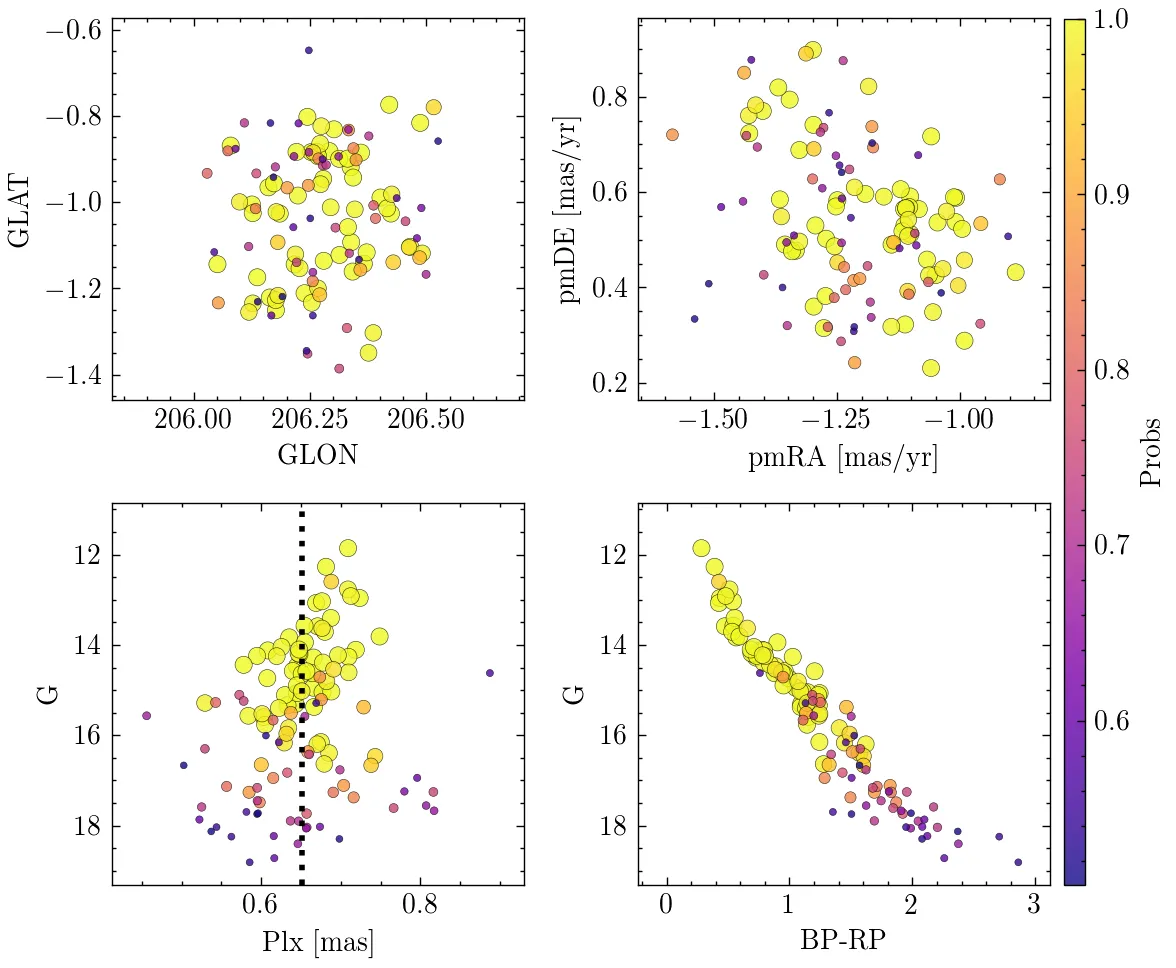 −0.6
−0.8
−1.0
−1.2
−1.4
GLAT
206.00 206.25 206.50
GLON
0.8
0.6
0.4
0.2
pmDE [mas/yr]
−1.50 −1.25 −1.00
pmRA [mas/yr]
12
14
16
18
G
0.6 0.8
Plx [mas]
12
14
16
18
G
0 1 2 3
BP-RP
1.0
0.9
0.8
0.7
0.6
Probs